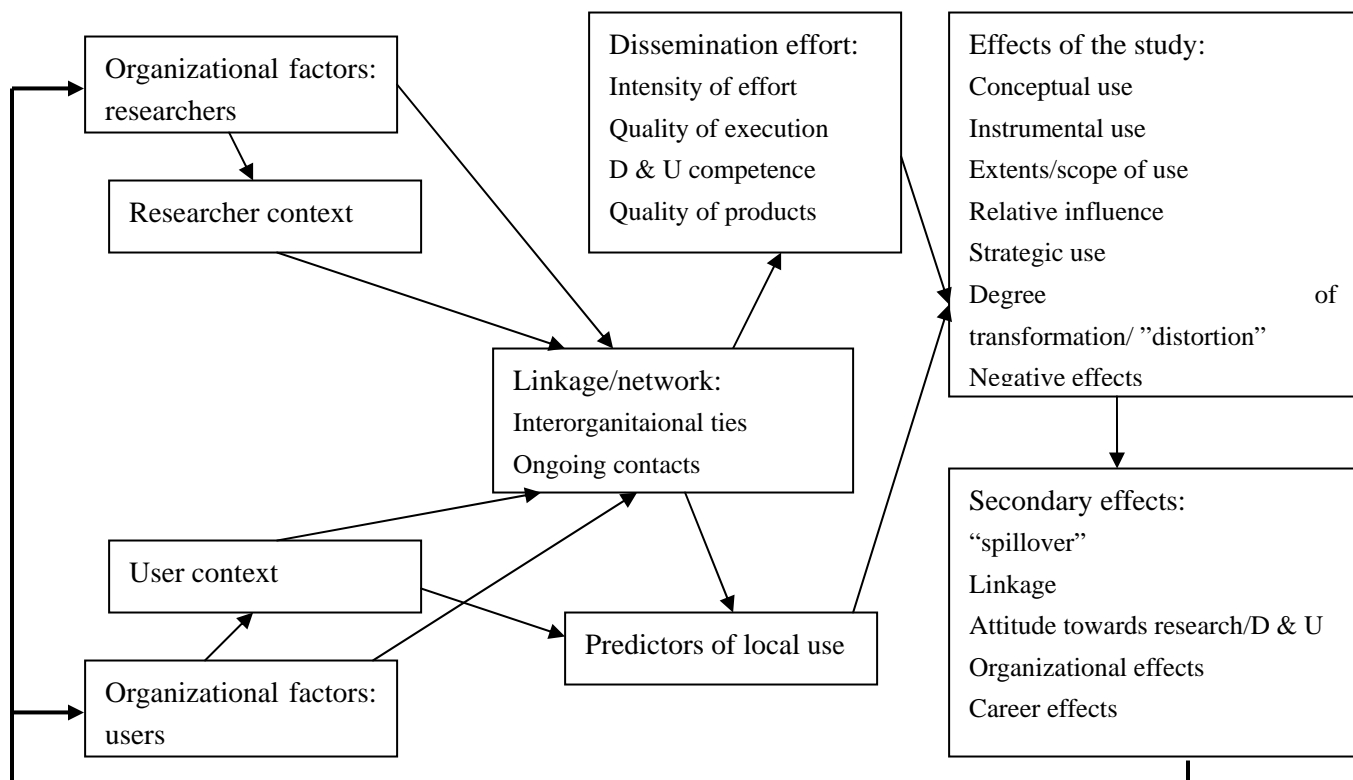 Organizational factors:
researchers
Researcher context
Dissemination effort:
Intensity of effort
Quality of execution
D & U competence
Quality of products
Effects of the study:
Conceptual use
Instrumental use
Extents/scope of use
Relative influence
Strategic use
Degree of
transformation/ ”distortion”
Negative effects
Linkage/network:
Interorganitaional ties
Ongoing contacts
User context
Organizational factors:
users
Predictors of local use
Secondary effects:
“spillover”
Linkage
Attitude towards research/D & U
Organizational effects
Career effects